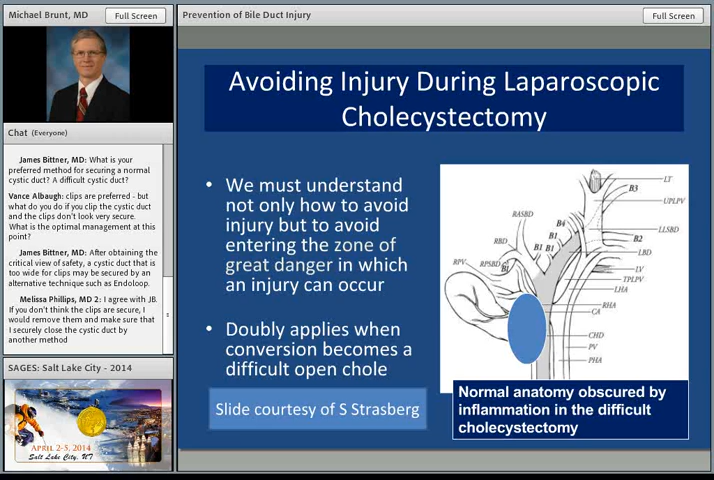 Michael Brunt, MD
Full Screen
Prevention of Bile Duct Injury
Full Screen
Chat (Everyone)
James Bittner, MD: What is your
preferred method for securing a normal
cystic duct? A difficult cystic duct?
Vance Albaugh: clips are preferred - but
what do you do if you clip the cystic duct
and the clips don't look very secure.
What is the optimal management at this
point?
James Bittner, MD: After obtaining the
critical view of safety, a cystic duct that is
too wide for clips may be secured by an
alternative technique such as Endoloop.
Melissa Phillips, MD 2: I agree with JB.
If you don't think the clips are secure, I
would remove them and make sure that
I securely close the cystic duct by
another method
SAGES: Salt Lake City - 2014
APRIL 2-5, 2014
Salt Lake City, UT
Avoiding Injury During Laparoscopic
Cholecystectomy
• We must understand
not only how to avoid
injury but to avoid
entering the zone of
great danger in which
an injury can occur
• Doubly applies when
conversion becomes a
difficult open chole
Slide courtesy of S Strasberg
LT
B3
UPLPV
RASBD
B4
LLSBD
RBD
B1
B2
B1 B1
LBD
RPV
RPSBD
B1
LV
TPLPV
LHA
RHA
CA
CHD
PV
PHA
Normal anatomy obscured by
inflammation in the difficult
cholecystectomy